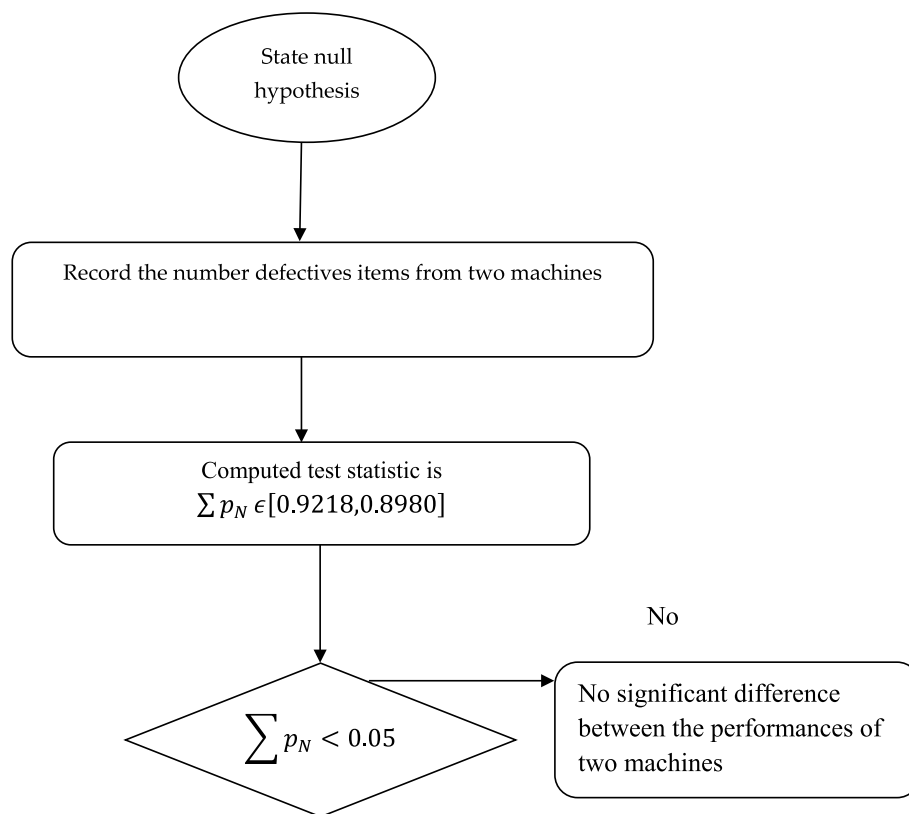 State null
hypothesis
Record the number defectives items from two machines
Computed test statistic is
∑ p_N ϵ[0.9218,0.8980]
No
∑ p_N < 0.05
No significant difference
between the performances of
two machines